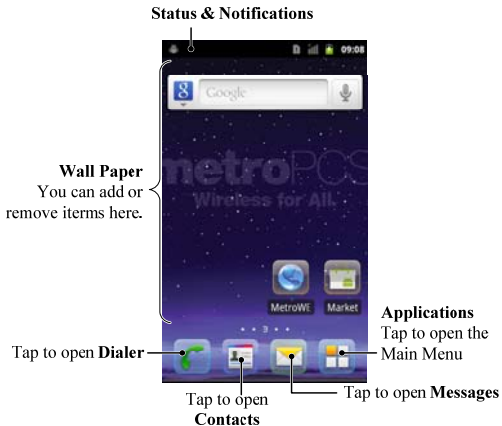 Status & Notifications
09:08
8 Google
Wall Paper
You can add or
remove iterms here.
metroPCS
Wireless for All.
MetroWE Market
3
Applications
Tap to open the
Main Menu
Tap to open Dialer
Tap to open
Contacts
Tap to open Messages